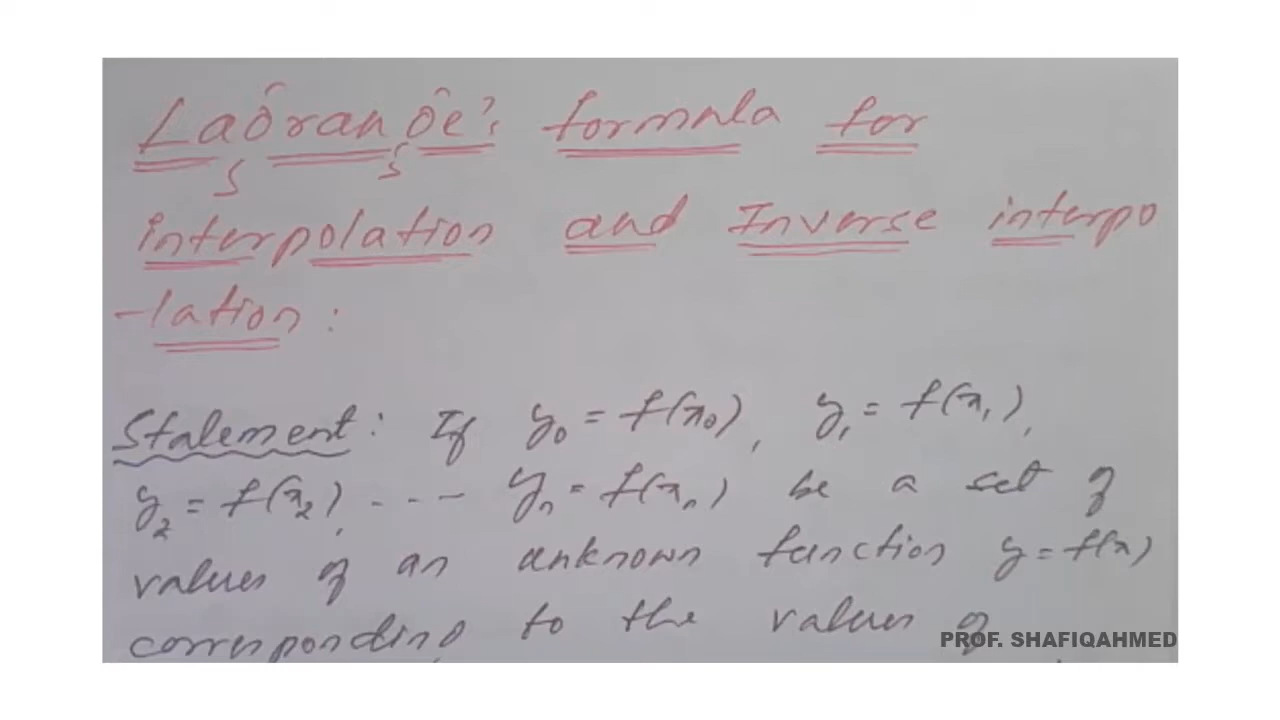 Lagrange's formula for
interpolation and Inverse interpo
-lation :
Statement : If y₀ = f(x₀), y₁ = f(x₁),
y₂ = f(x₂), --- yₙ = f(xₙ) be a set of
values of an unknown function y = f(x)
corresponding to the values of
PROF. SHAFIQAHMED